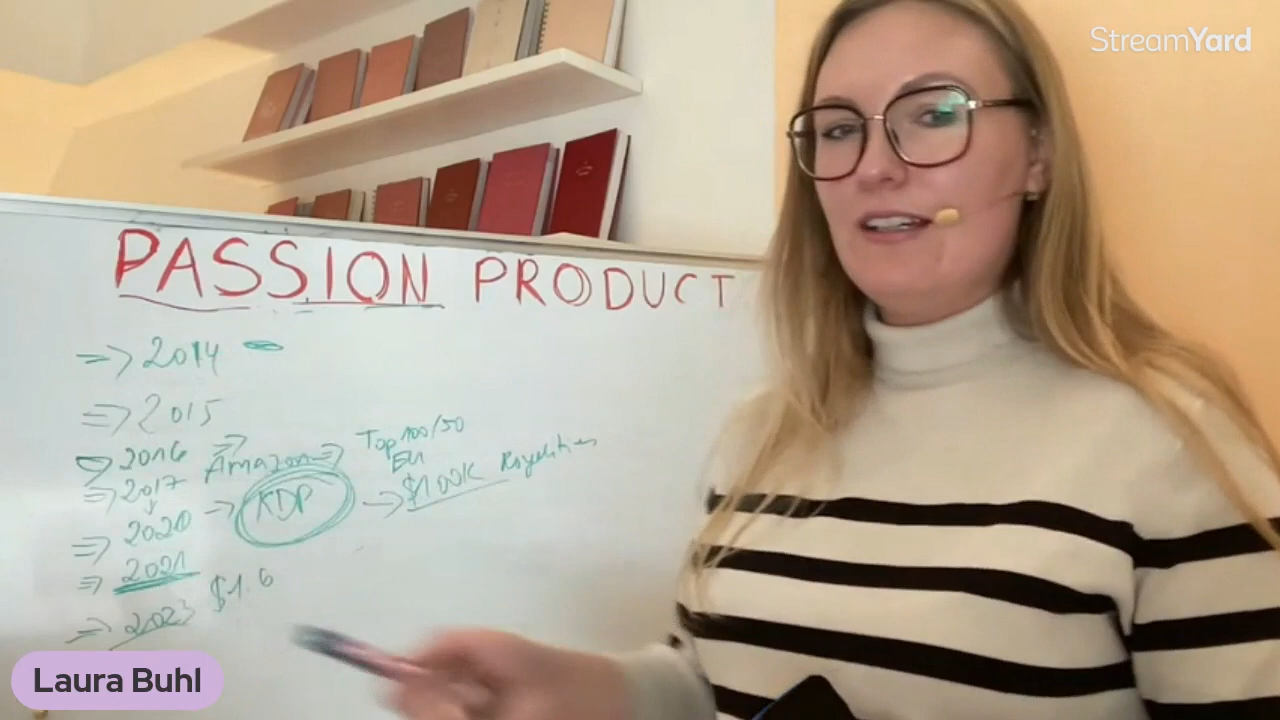 StreamYard
PASSION PRODUCT
=> 2014
=> 2015
2016 => Amazon => Top 100/50
=> 2017
2020 -> KDP -> $100K Royalties
=> 2021
=> 2023 $1.6
Laura Buhl